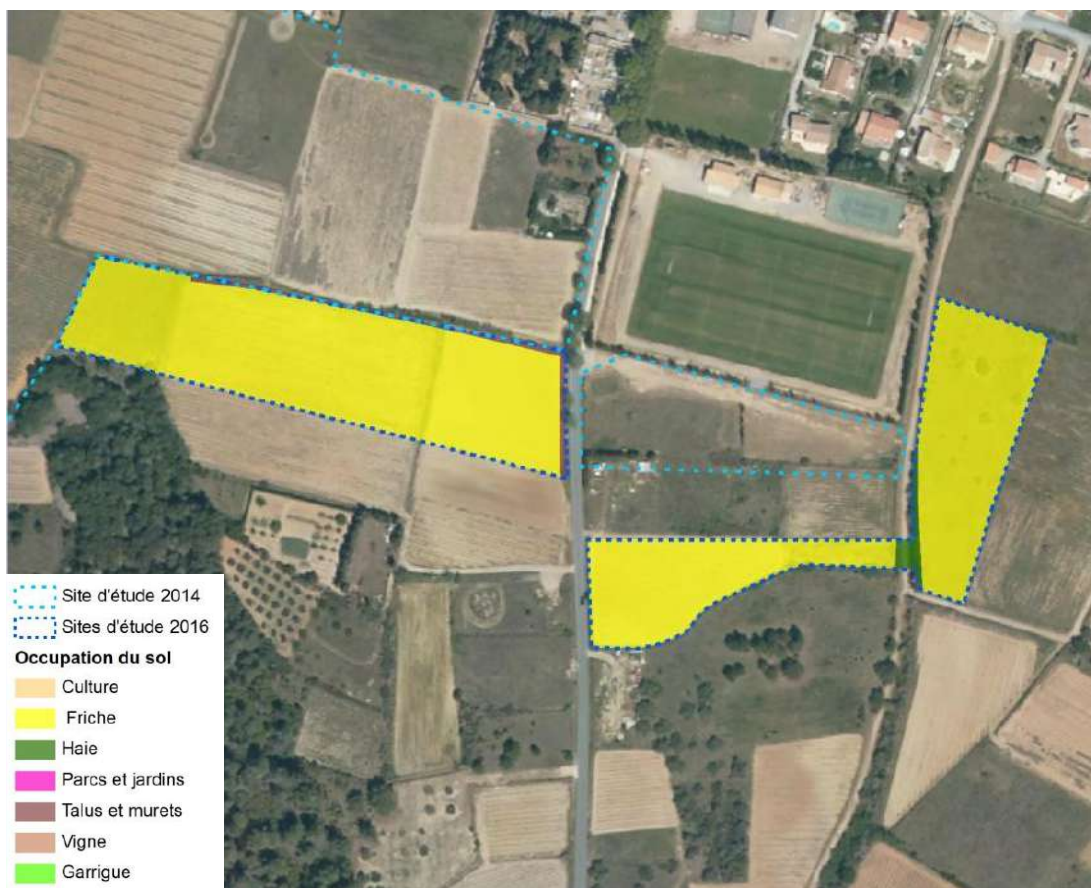 Site d'étude 2014
Sites d'étude 2016
Occupation du sol
Culture
Friche
Haie
Parcs et jardins
Talus et murets
Vigne
Garrigue